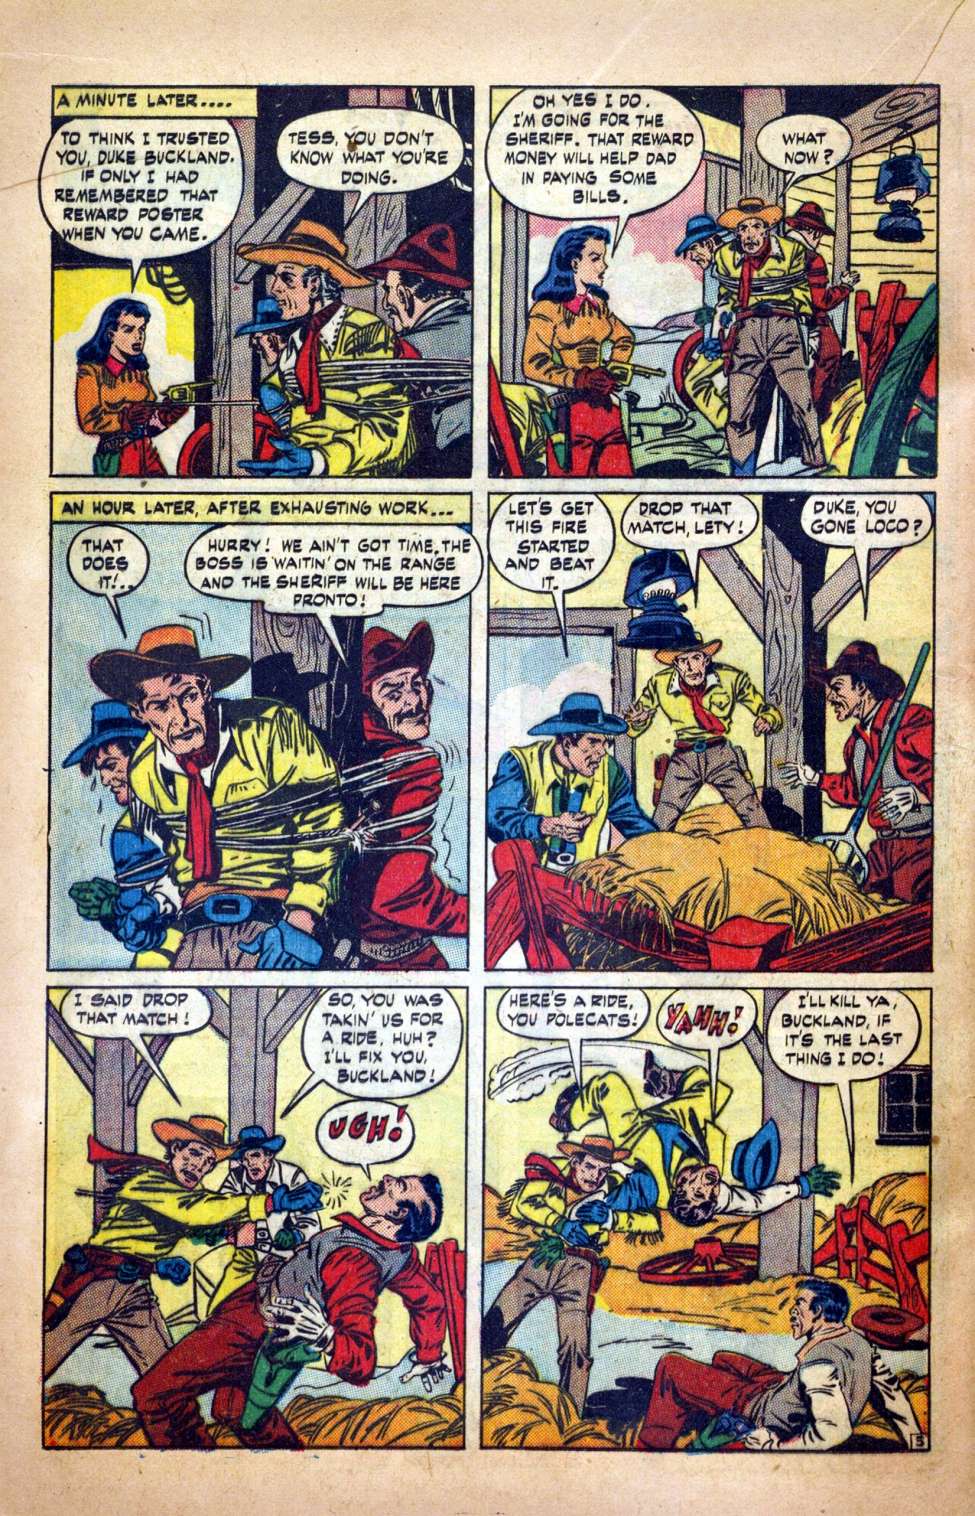 A MINUTE LATER....
TO THINK I TRUSTED
YOU, DUKE BUCKLAND.
IF ONLY I HAD
REMEMBERED THAT
REWARD POSTER
WHEN YOU CAME.
TESS, YOU DON'T
KNOW WHAT YOU'RE
DOING.
OH YES I DO.
I'M GOING FOR THE
SHERIFF. THAT REWARD
MONEY WILL HELP DAD
IN PAYING SOME
BILLS.
WHAT
NOW?
AN HOUR LATER, AFTER EXHAUSTING WORK...
THAT
DOES
IT!..
HURRY! WE AIN'T GOT TIME. THE
BOSS IS 'WAITIN' ON THE RANGE
AND THE SHERIFF WILL BE HERE
PRONTO!
LET'S GET
THIS FIRE
STARTED
AND BEAT
IT.
DROP THAT
MATCH, LETY!
DUKE, YOU
GONE LOCO?
I SAID DROP
THAT MATCH!
SO, YOU WAS
TAKIN' US FOR
A RIDE, HUH?
I'LL FIX YOU,
BUCKLAND!
UGH!
HERE'S A RIDE,
YOU POLECATS!
YAHH!
I'LL KILL YA,
BUCKLAND, IF
IT'S THE LAST
THING I DO!
5